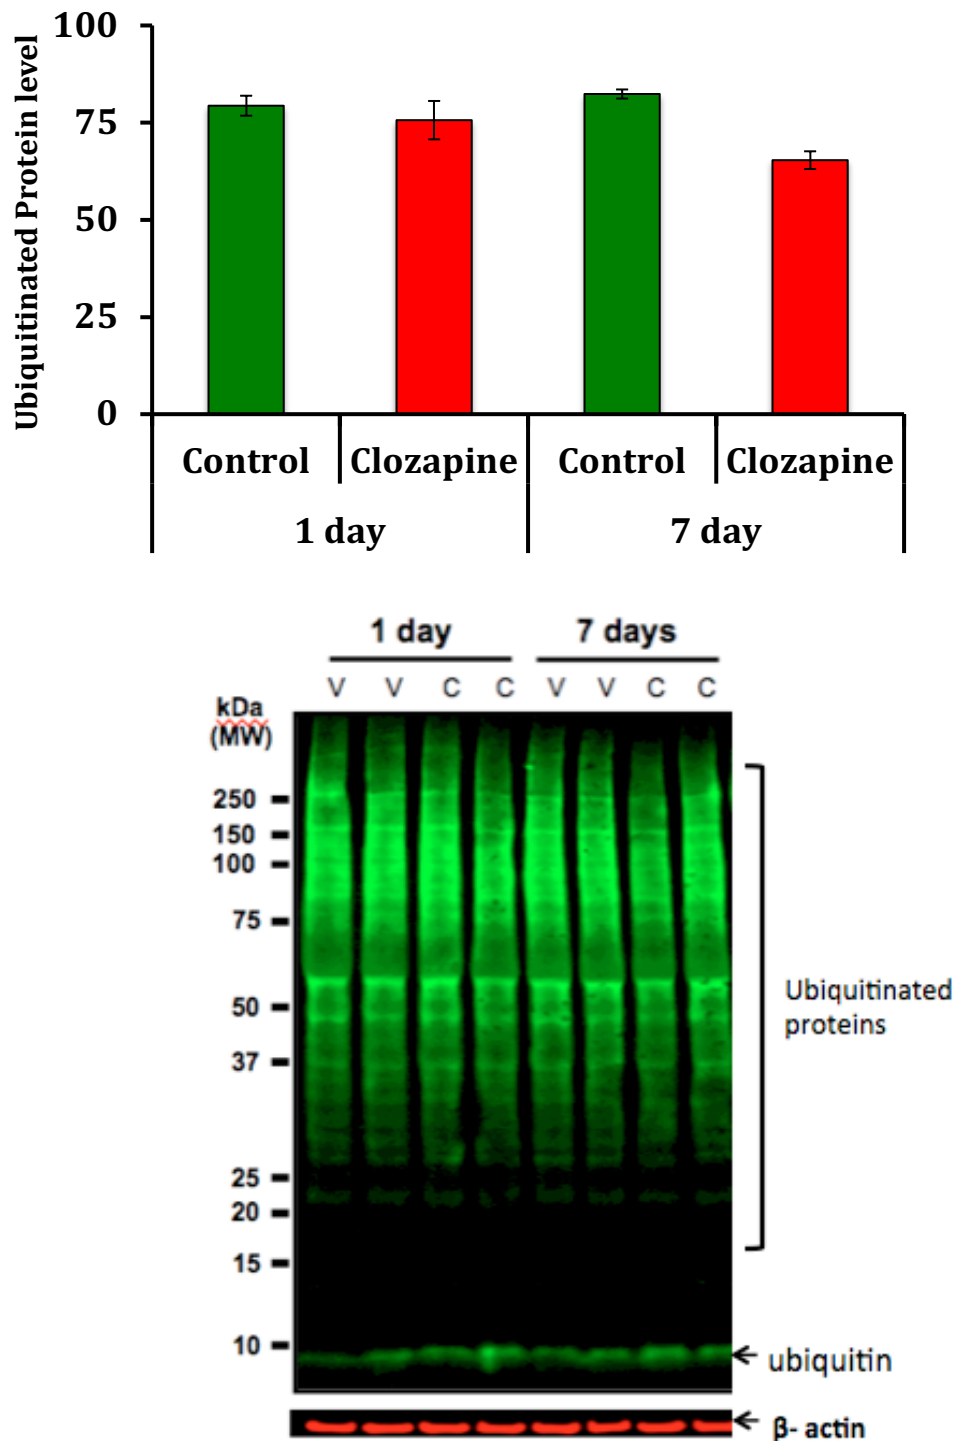 Ubiquitinated Protein level
100
75
50
25
0
Control Clozapine Control Clozapine
1 day 7 day
1 day 7 days
V V C C V V C C
kDa
(MW)
250
150
100
75
50
37
25
20
15
10
Ubiquitinated
proteins
ubiquitin
β- actin